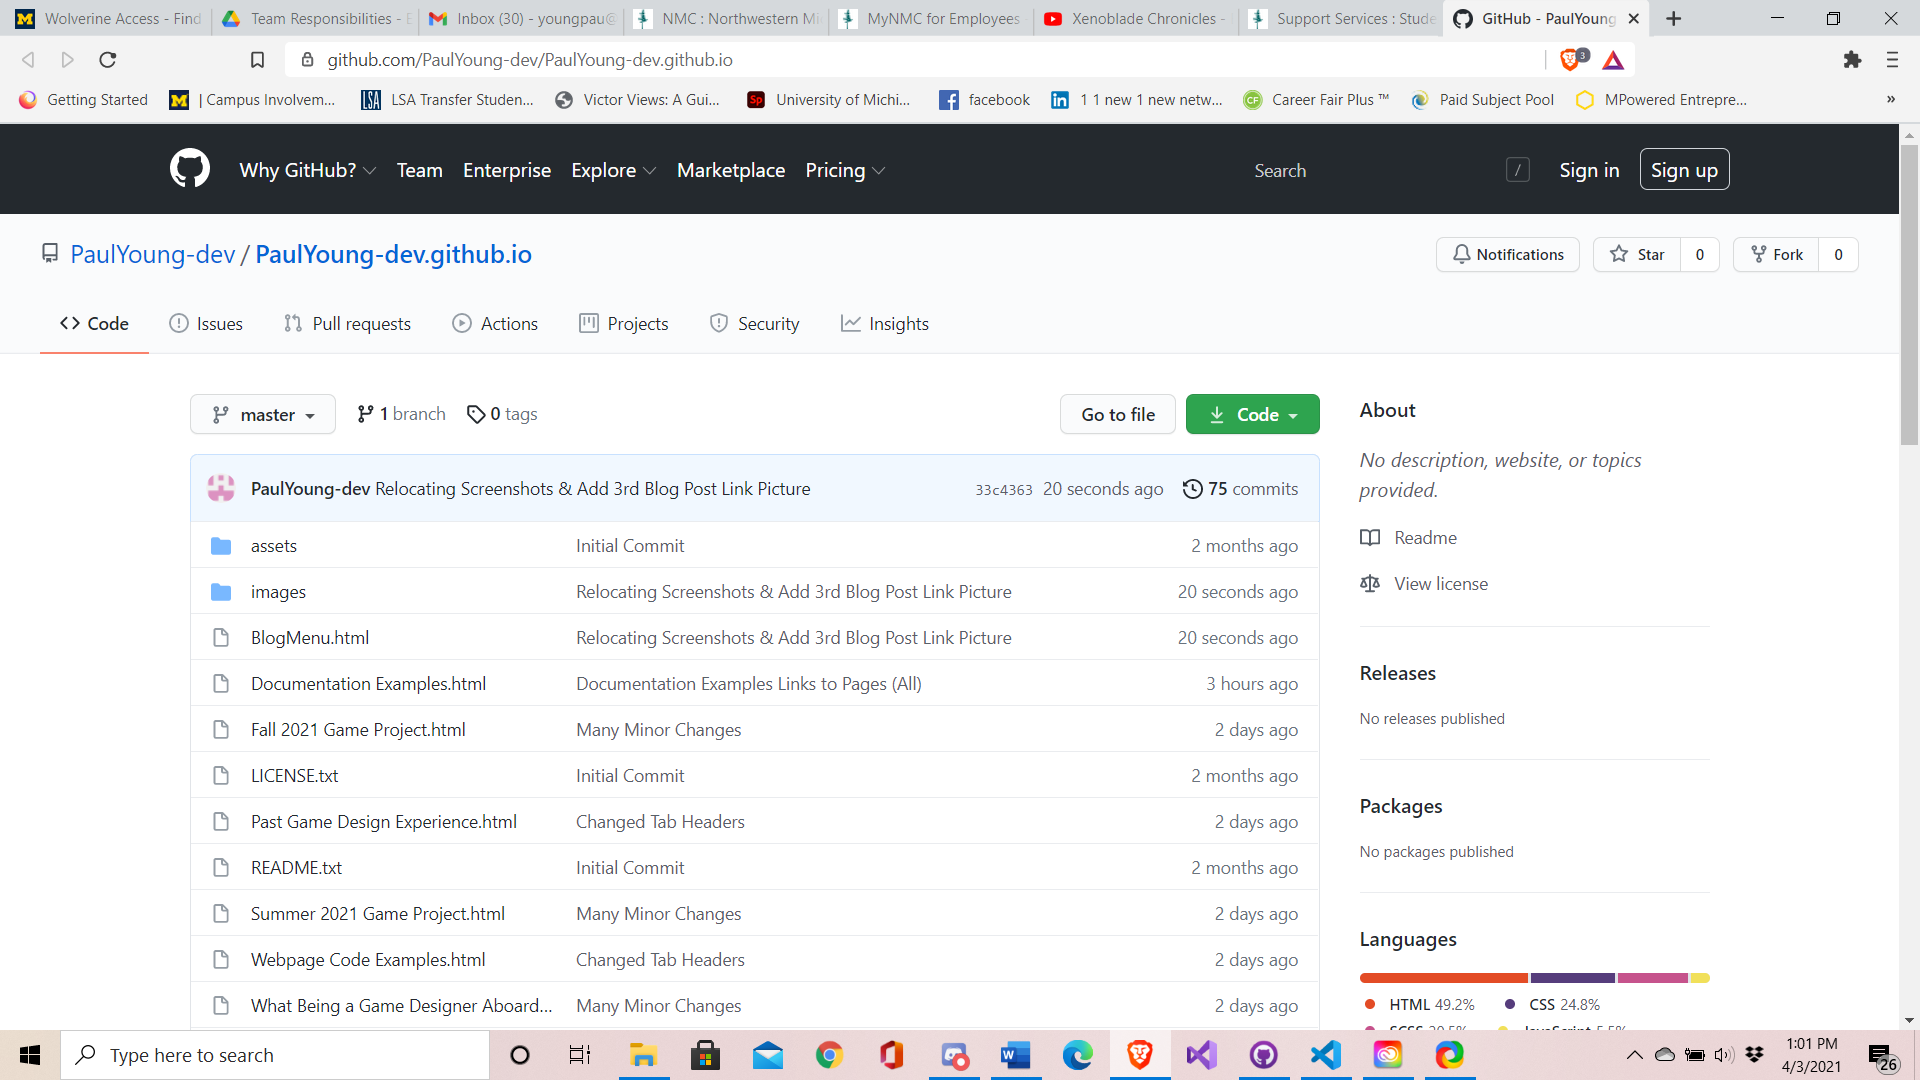 Wolverine Access - Find
Team Responsibilities - E
Inbox (30) - youngpau@
NMC : Northwestern Mi
MyNMC for Employees
Xenoblade Chronicles -
Support Services : Stude
GitHub - PaulYoung
github.com/PaulYoung-dev/PaulYoung-dev.github.io
3
Getting Started
| Campus Involvem...
LSA Transfer Studen...
Victor Views: A Gui...
University of Michi...
facebook
1 1 new 1 new netw...
Career Fair Plus ™
Paid Subject Pool
MPowered Entrepre...
»
Why GitHub?
Team
Enterprise
Explore
Marketplace
Pricing
Search
/
Sign in
Sign up
PaulYoung-dev / PaulYoung-dev.github.io
Notifications
Star 0
Fork 0
Code
Issues
Pull requests
Actions
Projects
Security
Insights
master
1 branch
0 tags
Go to file
Code
PaulYoung-dev Relocating Screenshots & Add 3rd Blog Post Link Picture 33c4363 20 seconds ago 75 commits
assets Initial Commit 2 months ago
images Relocating Screenshots & Add 3rd Blog Post Link Picture 20 seconds ago
BlogMenu.html Relocating Screenshots & Add 3rd Blog Post Link Picture 20 seconds ago
Documentation Examples.html Documentation Examples Links to Pages (All) 3 hours ago
Fall 2021 Game Project.html Many Minor Changes 2 days ago
LICENSE.txt Initial Commit 2 months ago
Past Game Design Experience.html Changed Tab Headers 2 days ago
README.txt Initial Commit 2 months ago
Summer 2021 Game Project.html Many Minor Changes 2 days ago
Webpage Code Examples.html Changed Tab Headers 2 days ago
What Being a Game Designer Aboard... Many Minor Changes 2 days ago
About
No description, website, or topics
provided.
Readme
View license
Releases
No releases published
Packages
No packages published
Languages
HTML 49.2%
CSS 24.8%
SCSS 20.5%
JavaScript 5.5%
Type here to search
1:01 PM
4/3/2021
26